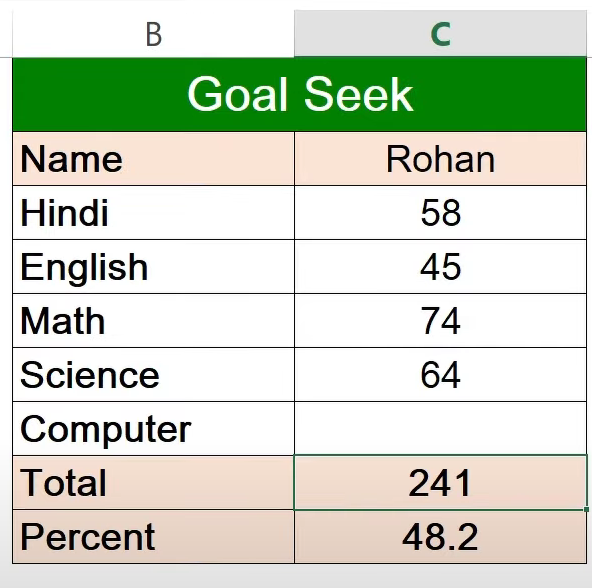 B C
Goal Seek
Name Rohan
Hindi 58
English 45
Math 74
Science 64
Computer
Total 241
Percent 48.2